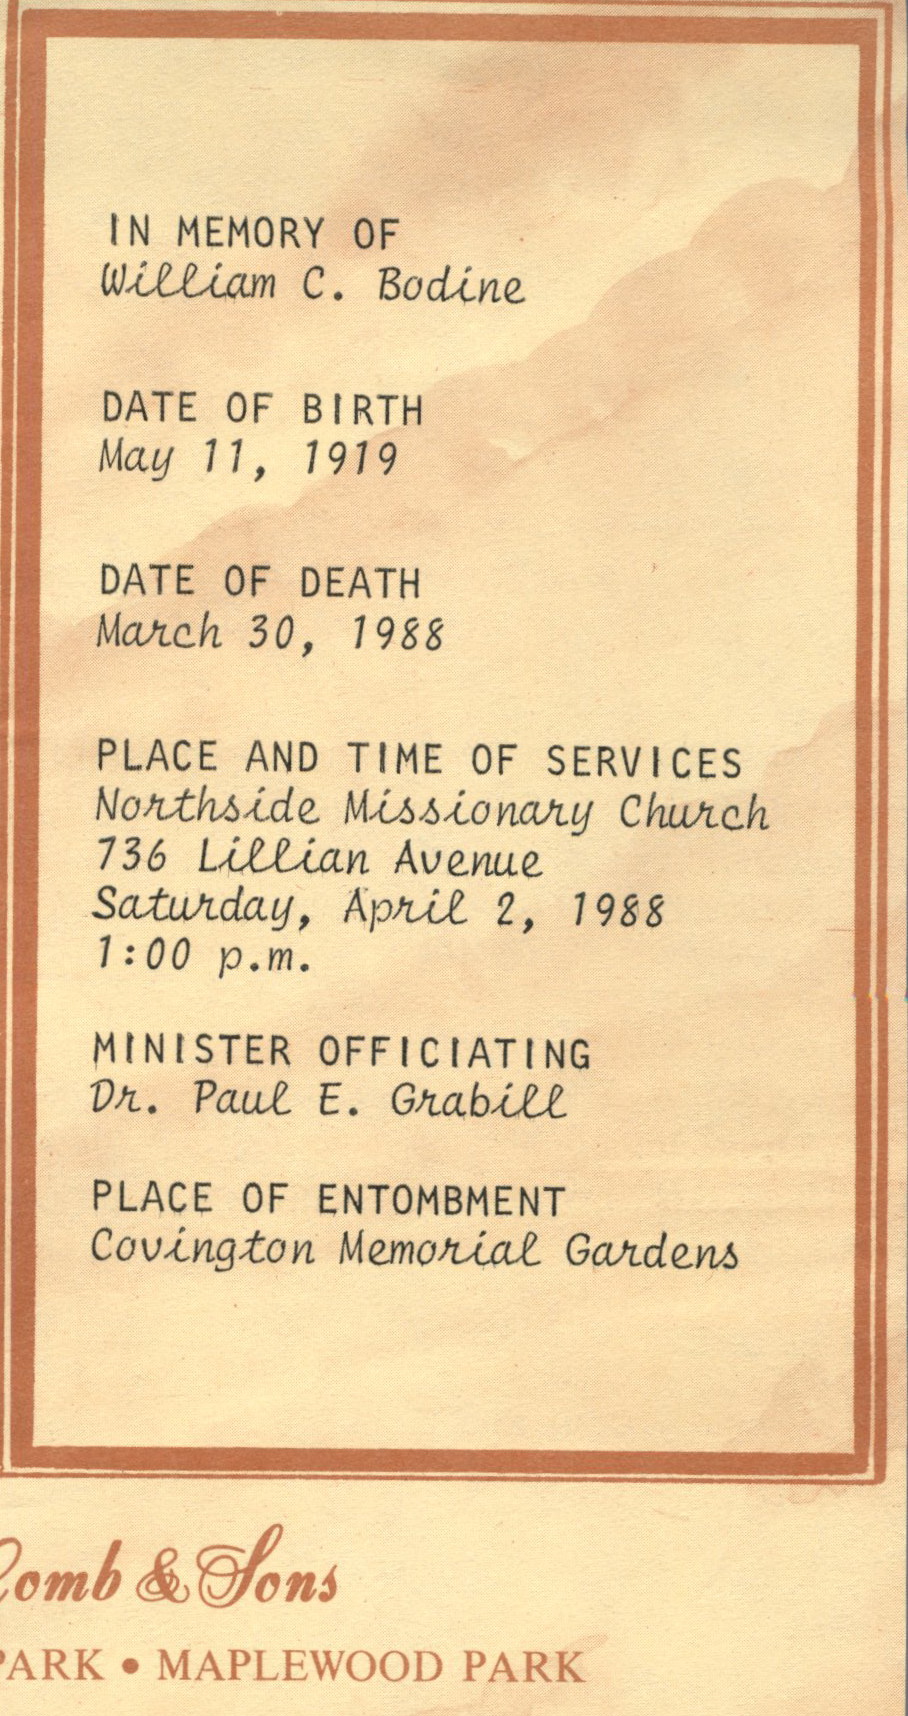 IN MEMORY OF
William C. Bodine
DATE OF BIRTH
May 11, 1919
DATE OF DEATH
March 30, 1988
PLACE AND TIME OF SERVICES
Northside Missionary Church
736 Lillian Avenue
Saturday, April 2, 1988
1:00 p.m.
MINISTER OFFICIATING
Dr. Paul E. Grabill
PLACE OF ENTOMBMENT
Covington Memorial Gardens
& Sons
PARK • MAPLEWOOD PARK